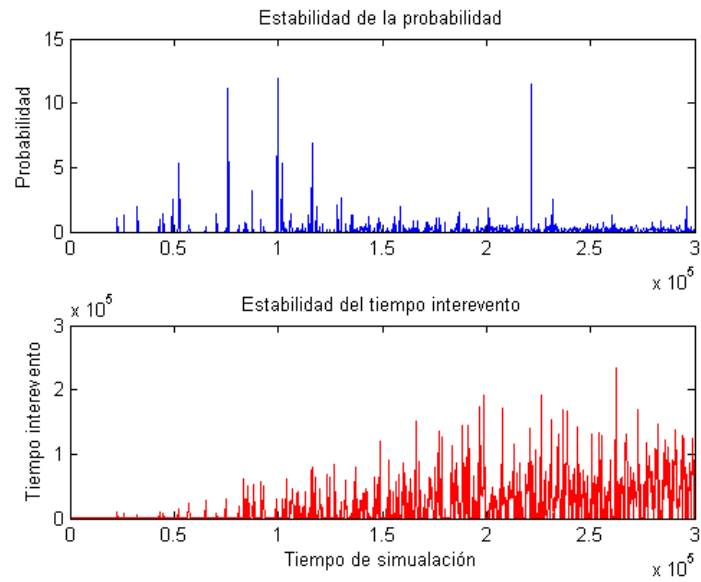 Estabilidad de la probabilidad
15
10
5
0
Probabilidad
0 0.5 1 1.5 2 2.5 3
x 10^5
Estabilidad del tiempo interevento
x 10^5
3
2
1
0
Tiempo interevento
0 0.5 1 1.5 2 2.5 3
Tiempo de simualación
x 10^5